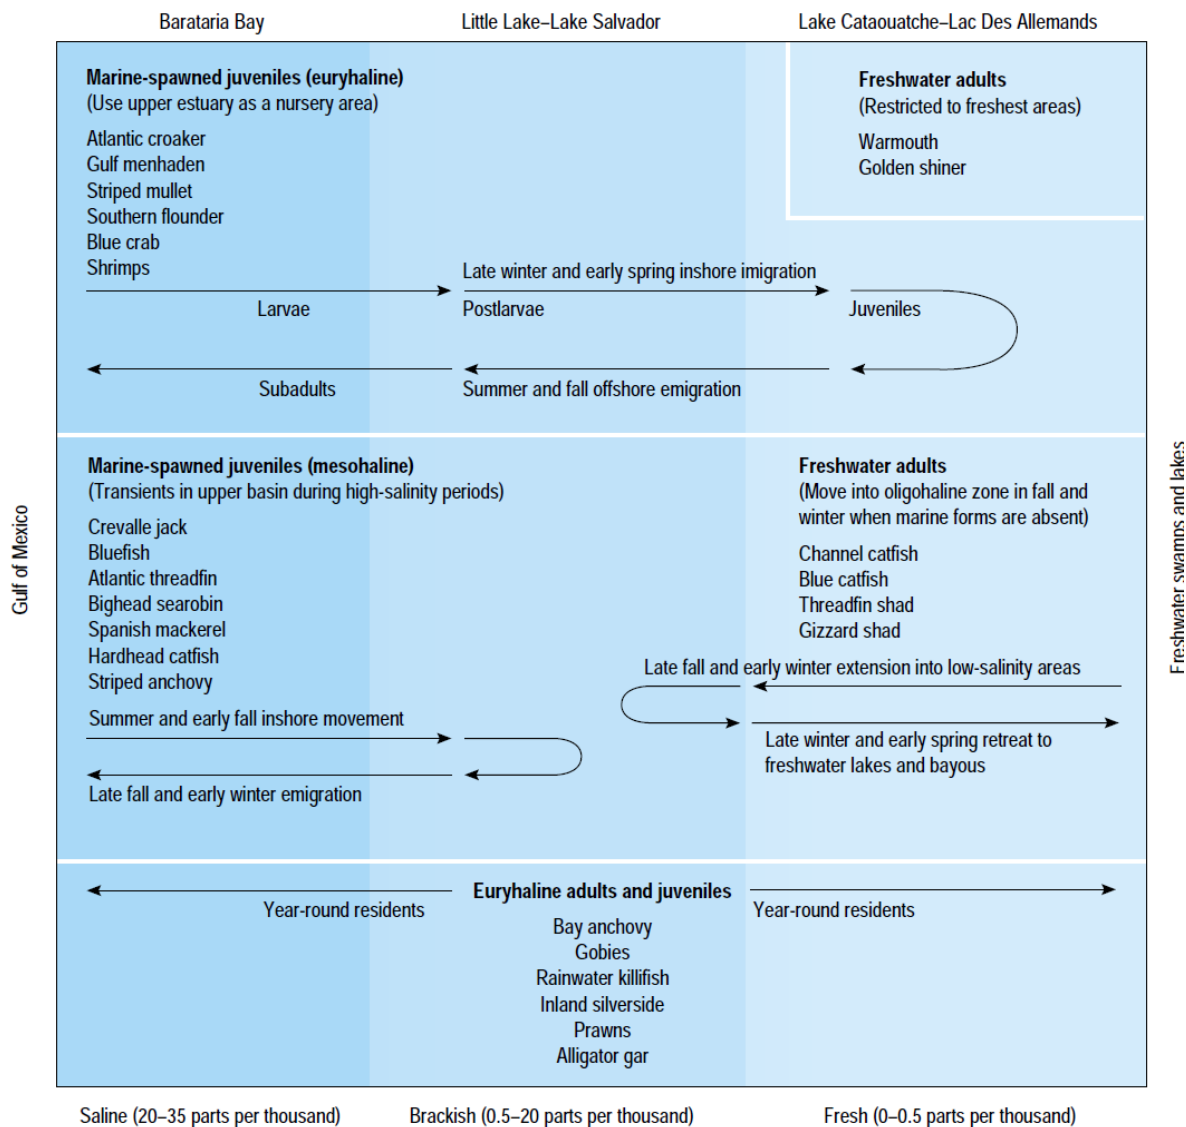 Barataria Bay
Little Lake–Lake Salvador
Lake Cataouatche–Lac Des Allemands
Marine-spawned juveniles (euryhaline)
(Use upper estuary as a nursery area)
Atlantic croaker
Gulf menhaden
Striped mullet
Southern flounder
Blue crab
Shrimps
Freshwater adults
(Restricted to freshest areas)
Warmouth
Golden shiner
Late winter and early spring inshore imigration
Larvae
Postlarvae
Juveniles
Subadults
Summer and fall offshore emigration
Marine-spawned juveniles (mesohaline)
(Transients in upper basin during high-salinity periods)
Crevalle jack
Bluefish
Atlantic threadfin
Bighead searobin
Spanish mackerel
Hardhead catfish
Striped anchovy
Summer and early fall inshore movement
Late fall and early winter emigration
Freshwater adults
(Move into oligohaline zone in fall and
winter when marine forms are absent)
Channel catfish
Blue catfish
Threadfin shad
Gizzard shad
Late fall and early winter extension into low-salinity areas
Late winter and early spring retreat to
freshwater lakes and bayous
Gulf of Mexico
Freshwater swamps and lakes
Euryhaline adults and juveniles
Year-round residents
Year-round residents
Bay anchovy
Gobies
Rainwater killifish
Inland silverside
Prawns
Alligator gar
Saline (20–35 parts per thousand)
Brackish (0.5–20 parts per thousand)
Fresh (0–0.5 parts per thousand)